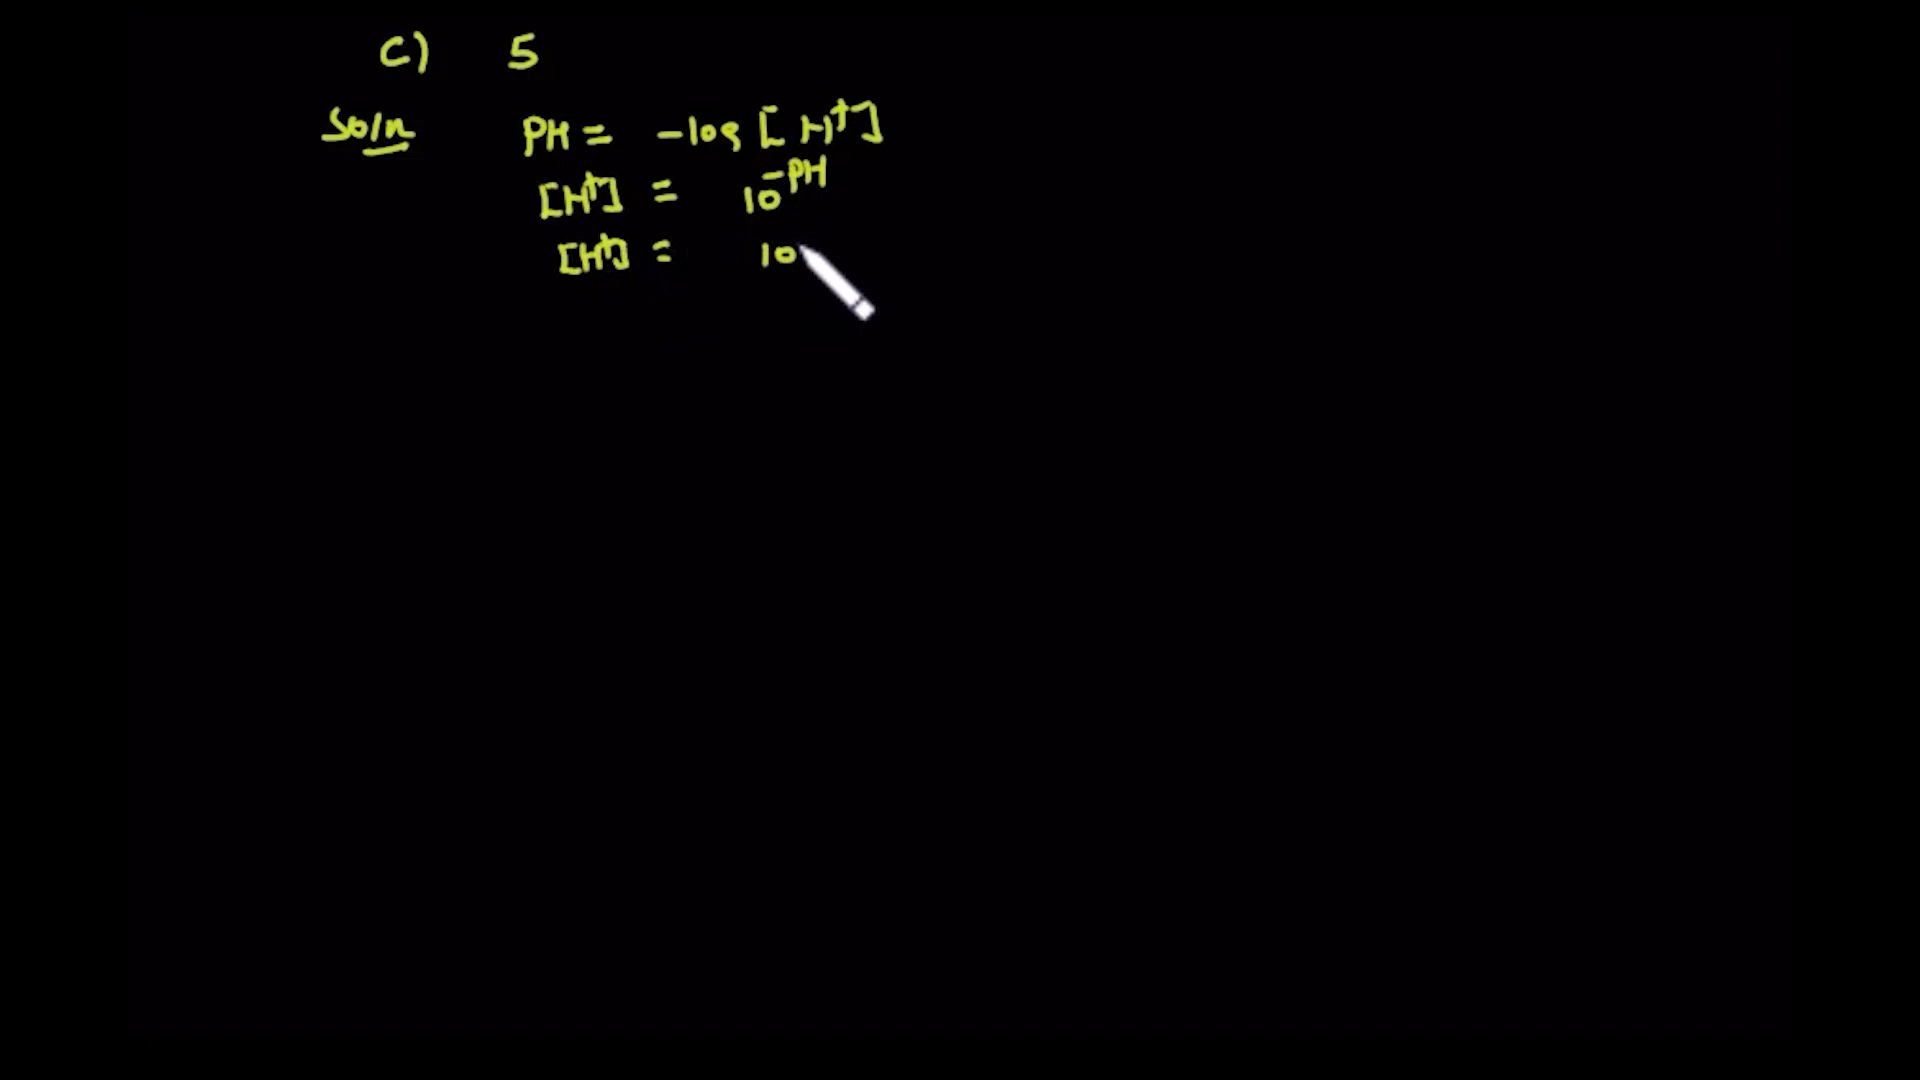 C) 5
Soln PH = -log [H⁺]
[H⁺] = 10⁻ᴾᴴ
[H⁺] = 10